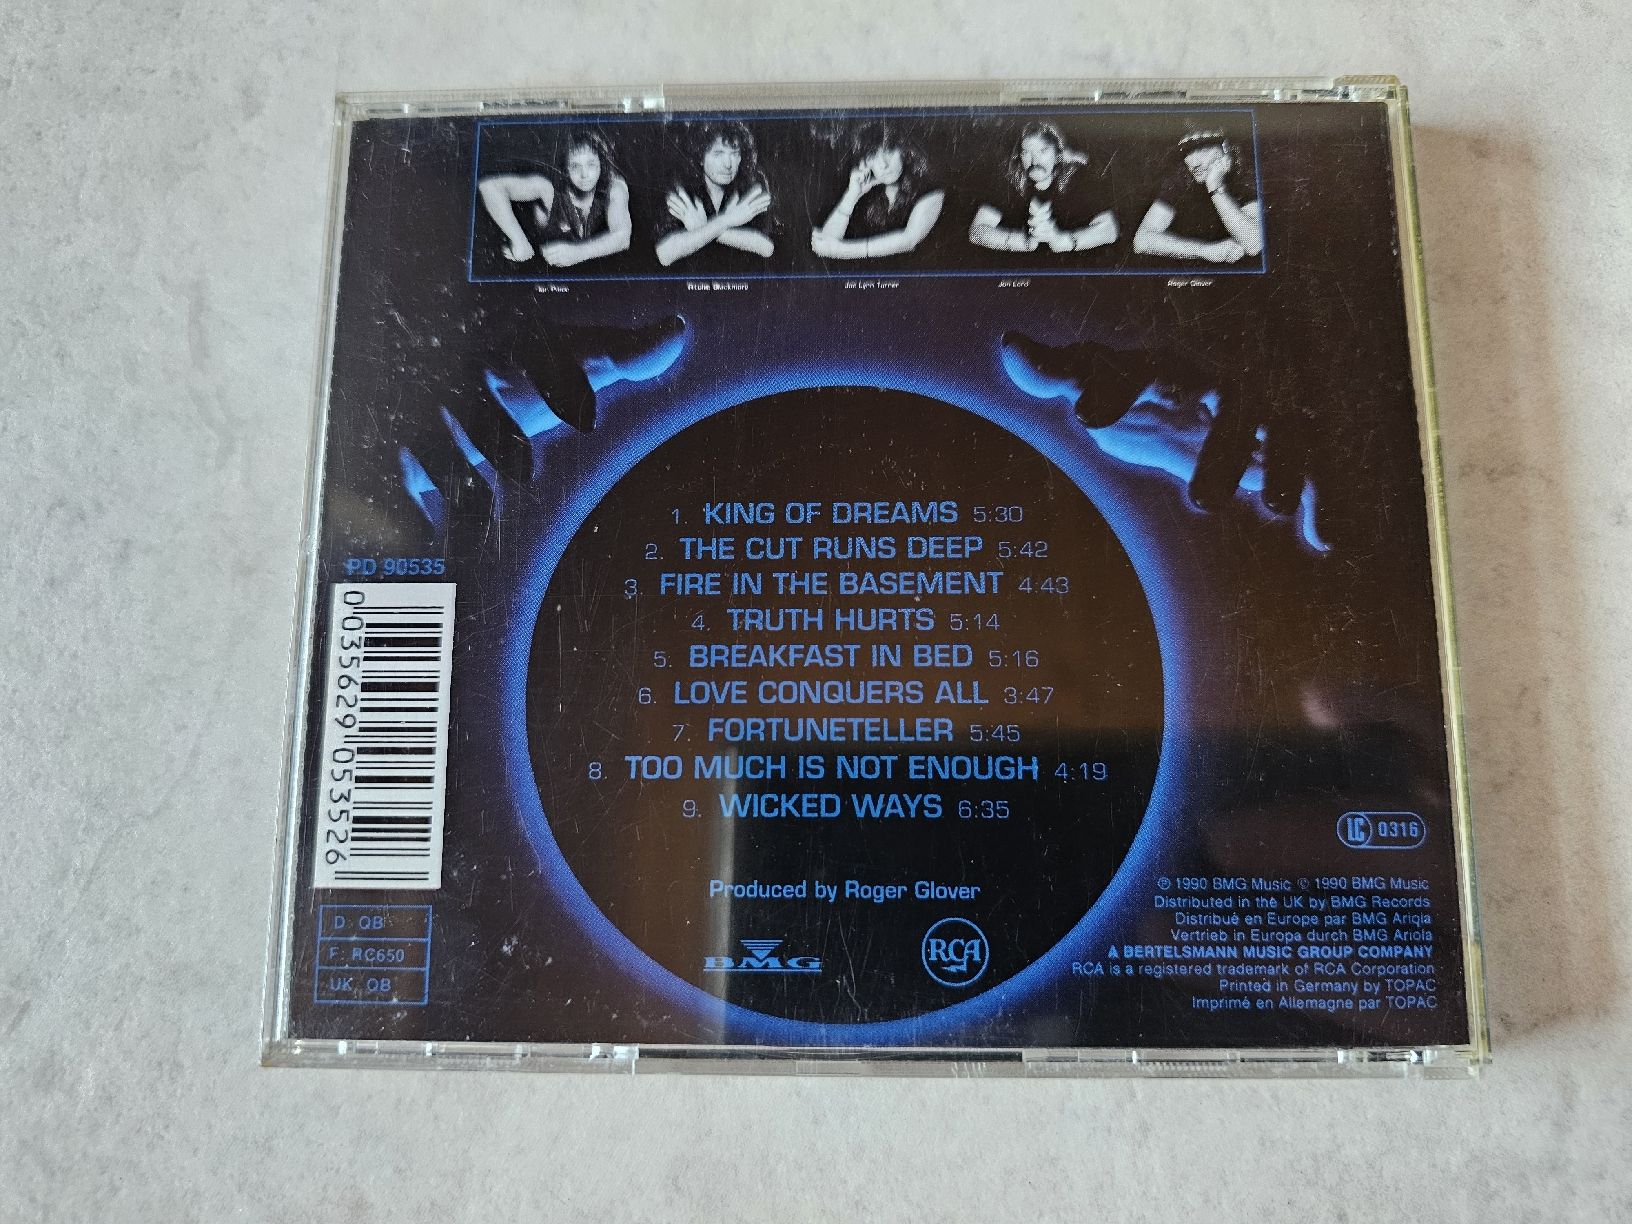 Ritchie Blackmore
Joe Lynn Turner
Jon Lord
Roger Glover
1. KING OF DREAMS 5:30
2. THE CUT RUNS DEEP 5:42
3. FIRE IN THE BASEMENT 4:43
4. TRUTH HURTS 5:14
5. BREAKFAST IN BED 5:16
6. LOVE CONQUERS ALL 3:47
7. FORTUNETELLER 5:45
8. TOO MUCH IS NOT ENOUGH 4:19
9. WICKED WAYS 6:35
Produced by Roger Glover
BMG
RCA
PD 90535
0 035629 053526
D: QB
F: RC650
UK: QB
LC 0316
℗ 1990 BMG Music © 1990 BMG Music
Distributed in the UK by BMG Records
Distribué en Europe par BMG Ariola
Vertrieb in Europa durch BMG Ariola
A BERTELSMANN MUSIC GROUP COMPANY
RCA is a registered trademark of RCA Corporation
Printed in Germany by TOPAC
Imprimé en Allemagne par TOPAC